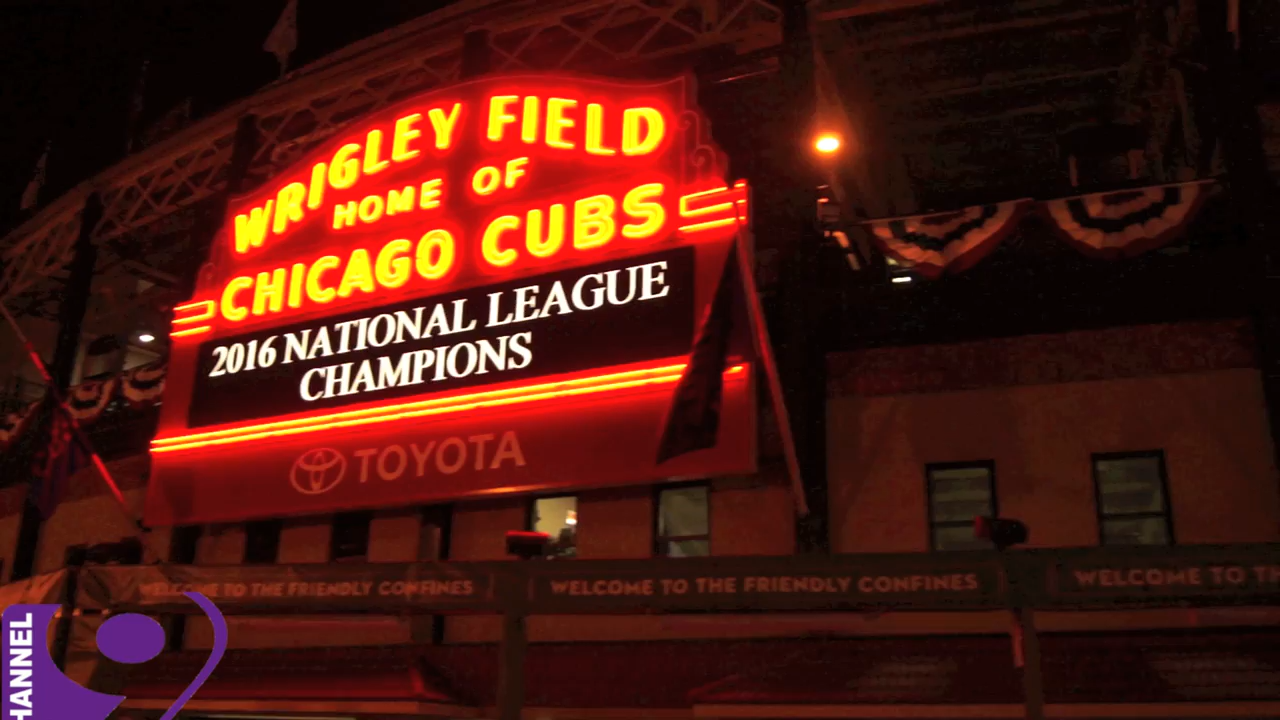 WRIGLEY FIELD
HOME OF
CHICAGO CUBS
2016 NATIONAL LEAGUE
CHAMPIONS
TOYOTA
WELCOME TO THE FRIENDLY CONFINES
WELCOME TO THE FRIENDLY CONFINES
WELCOME TO TH
HANNEL